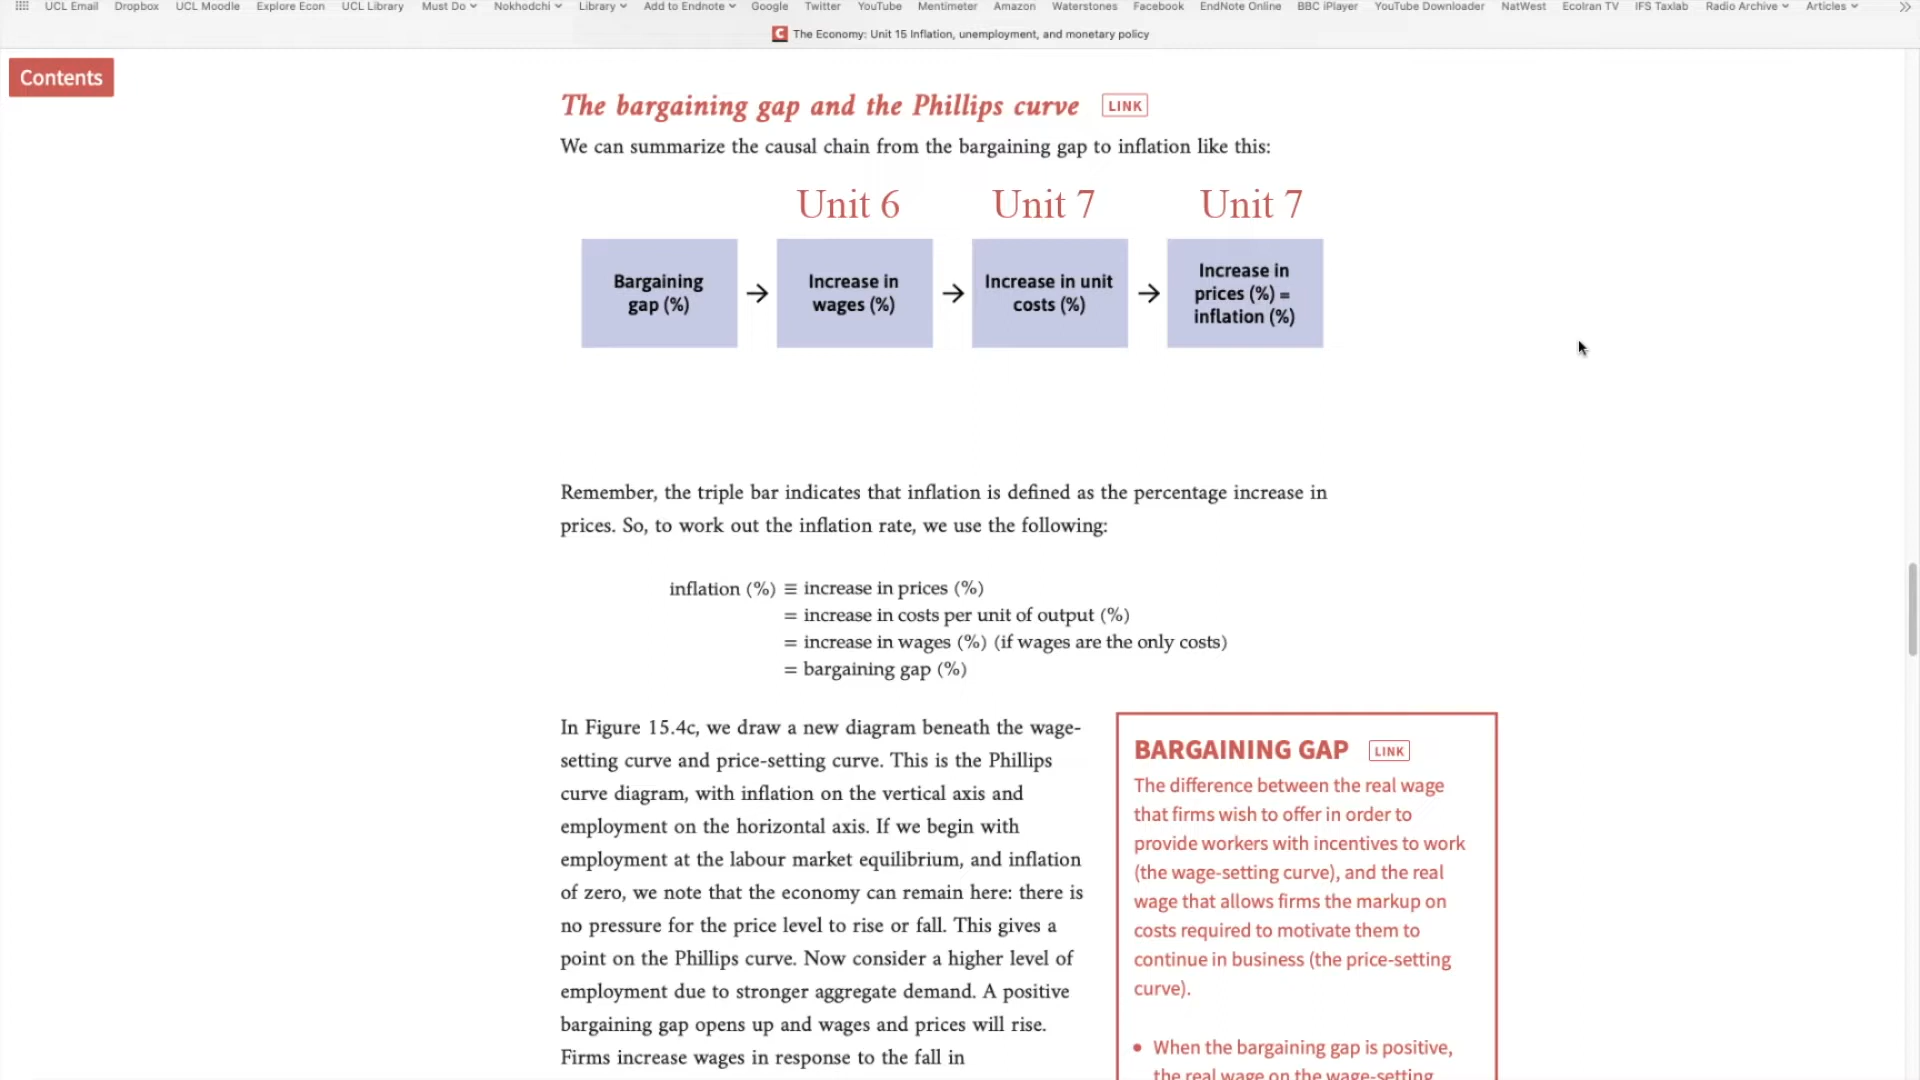 UCL Email Dropbox UCL Moodle Explore Econ UCL Library Must Do Nokhodchi Library Add to Endnote Google Twitter YouTube Mentimeter Amazon Waterstones Facebook EndNote Online BBC iPlayer YouTube Downloader NatWest EcoIran TV IFS Taxlab Radio Archive Articles
The Economy: Unit 15 Inflation, unemployment, and monetary policy
Contents
The bargaining gap and the Phillips curve LINK
We can summarize the causal chain from the bargaining gap to inflation like this:
Unit 6 Unit 7 Unit 7
Bargaining
gap (%)
→
Increase in
wages (%)
→
Increase in unit
costs (%)
→
Increase in
prices (%) =
inflation (%)
Remember, the triple bar indicates that inflation is defined as the percentage increase in
prices. So, to work out the inflation rate, we use the following:
inflation (%) ≡ increase in prices (%)
= increase in costs per unit of output (%)
= increase in wages (%) (if wages are the only costs)
= bargaining gap (%)
In Figure 15.4c, we draw a new diagram beneath the wage-
setting curve and price-setting curve. This is the Phillips
curve diagram, with inflation on the vertical axis and
employment on the horizontal axis. If we begin with
employment at the labour market equilibrium, and inflation
of zero, we note that the economy can remain here: there is
no pressure for the price level to rise or fall. This gives a
point on the Phillips curve. Now consider a higher level of
employment due to stronger aggregate demand. A positive
bargaining gap opens up and wages and prices will rise.
Firms increase wages in response to the fall in
BARGAINING GAP LINK
The difference between the real wage
that firms wish to offer in order to
provide workers with incentives to work
(the wage-setting curve), and the real
wage that allows firms the markup on
costs required to motivate them to
continue in business (the price-setting
curve).
• When the bargaining gap is positive,
the real wage on the wage-setting